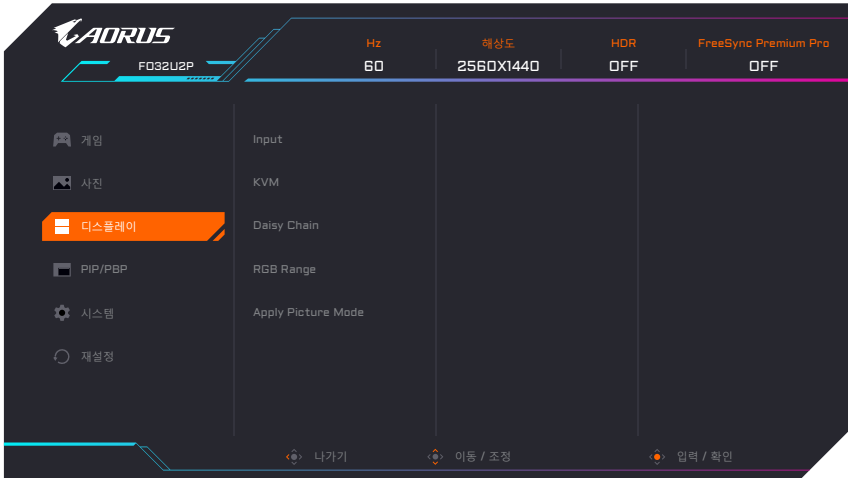 AORUS
FO32U2P
Hz
60
해상도
2560X1440
HDR
OFF
FreeSync Premium Pro
OFF
게임
사진
디스플레이
PIP/PBP
시스템
재설정
Input
KVM
Daisy Chain
RGB Range
Apply Picture Mode
나가기
이동 / 조정
입력 / 확인